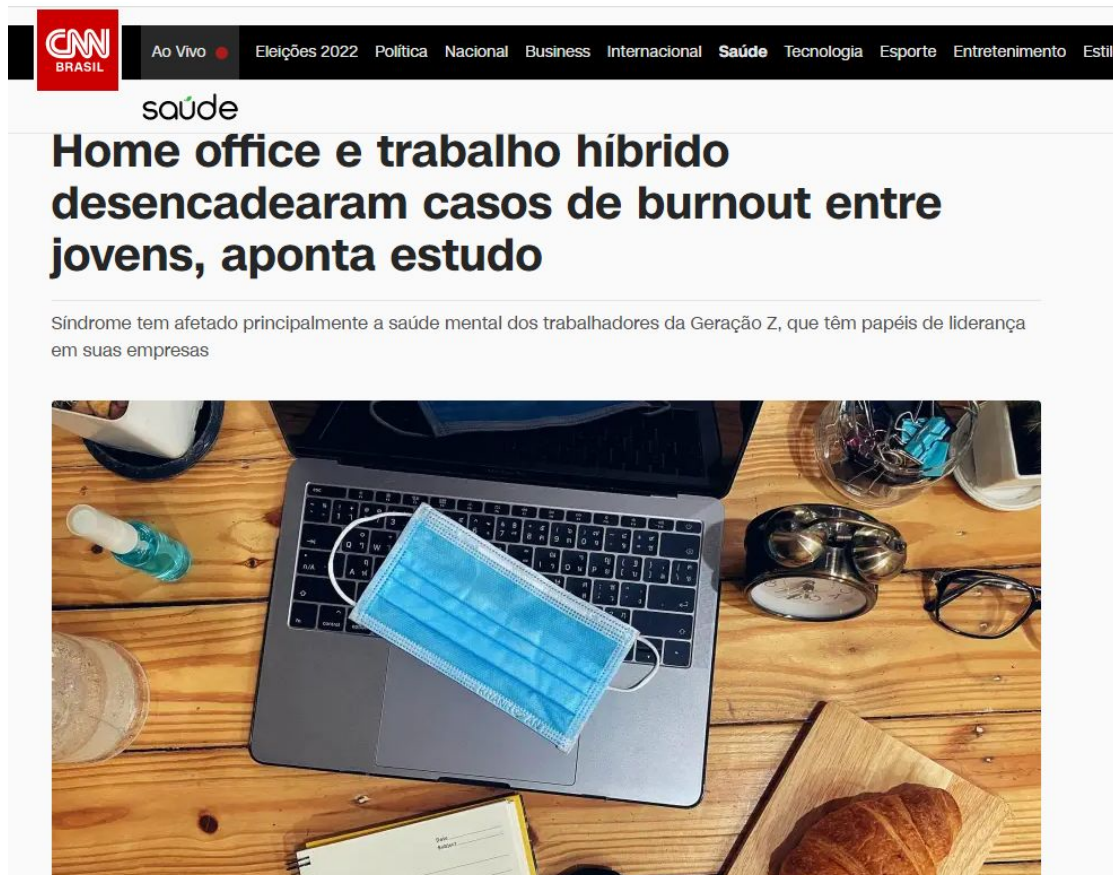 CNN
BRASIL
Ao Vivo
Eleições 2022 Política Nacional Business Internacional Saúde Tecnologia Esporte Entretenimento Estil
saúde
Home office e trabalho híbrido
desencadearam casos de burnout entre
jovens, aponta estudo
Síndrome tem afetado principalmente a saúde mental dos trabalhadores da Geração Z, que têm papéis de liderança
em suas empresas